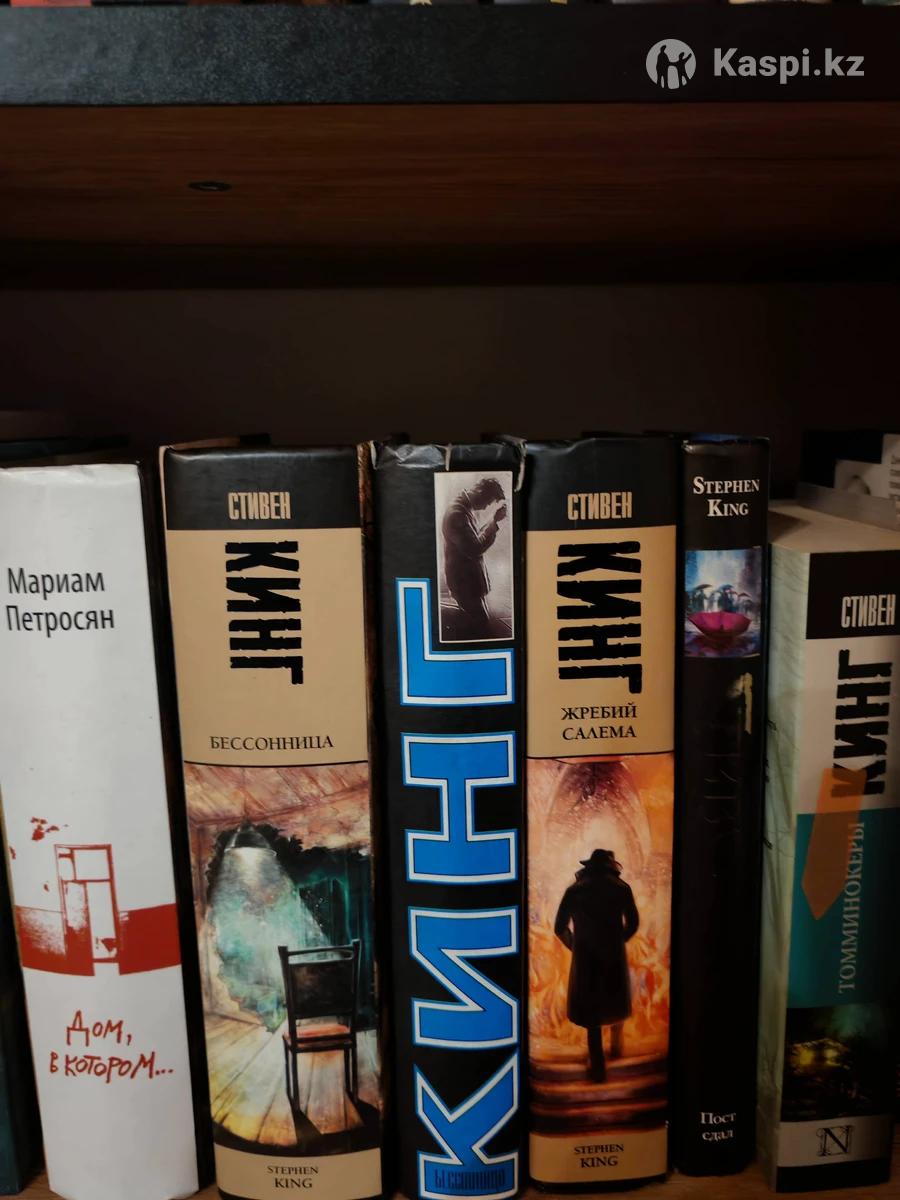 Kaspi.kz
Мариам
Петросян
Дом,
в котором...
СТИВЕН
КИНГ
БЕССОННИЦА
STEPHEN
KING
КИНГ
БЕССОННИЦА
СТИВЕН
КИНГ
ЖРЕБИЙ
САЛЕМА
STEPHEN
KING
STEPHEN
KING
Пост
сдал
СТИВЕН
КИНГ
ТОММИНОКЕРЫ
N